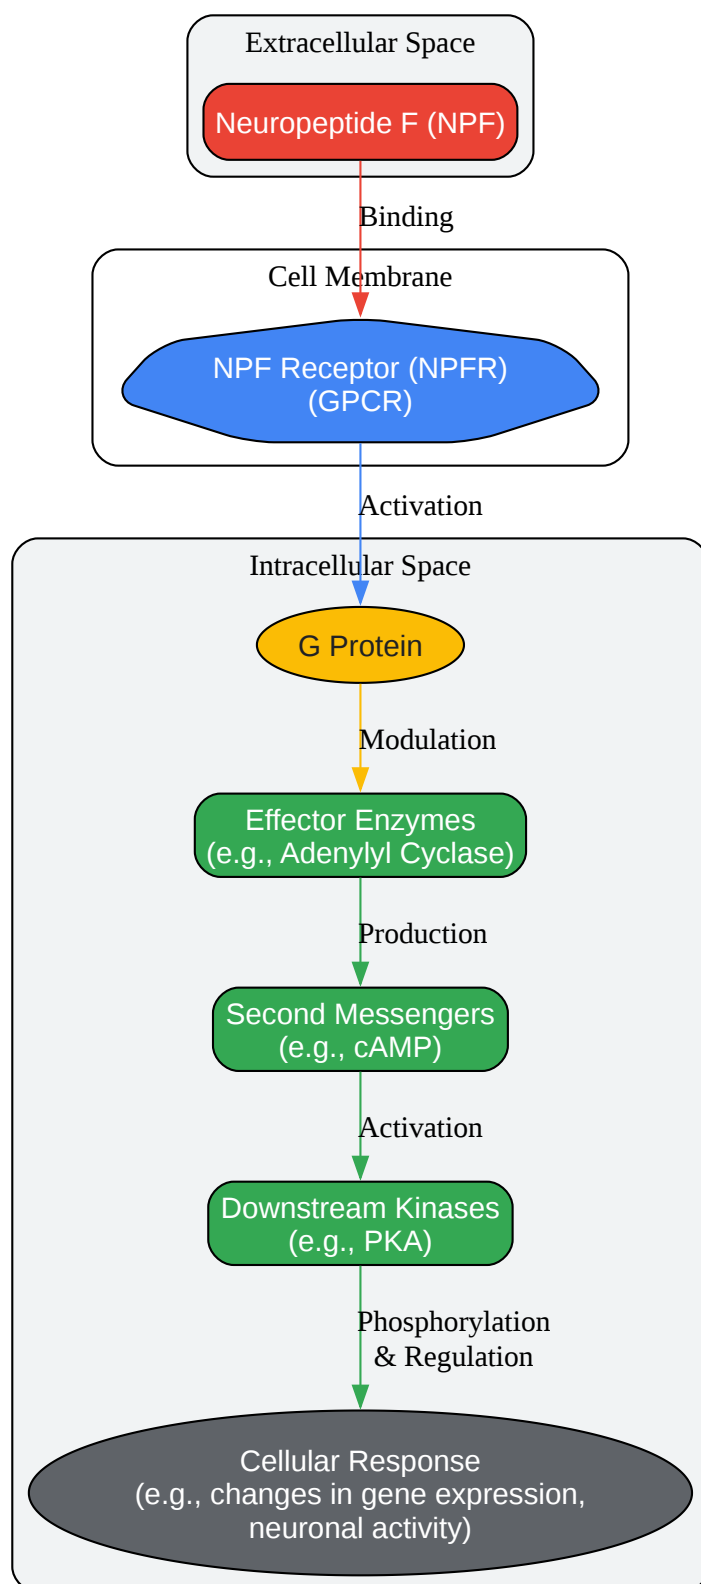 Extracellular Space
Neuropeptide F (NPF)
Binding
Cell Membrane
NPF Receptor (NPFR)
(GPCR)
Activation
Intracellular Space
G Protein
Modulation
Effector Enzymes
(e.g., Adenylyl Cyclase)
Production
Second Messengers
(e.g., cAMP)
Activation
Downstream Kinases
(e.g., PKA)
Phosphorylation
& Regulation
Cellular Response
(e.g., changes in gene expression,
neuronal activity)